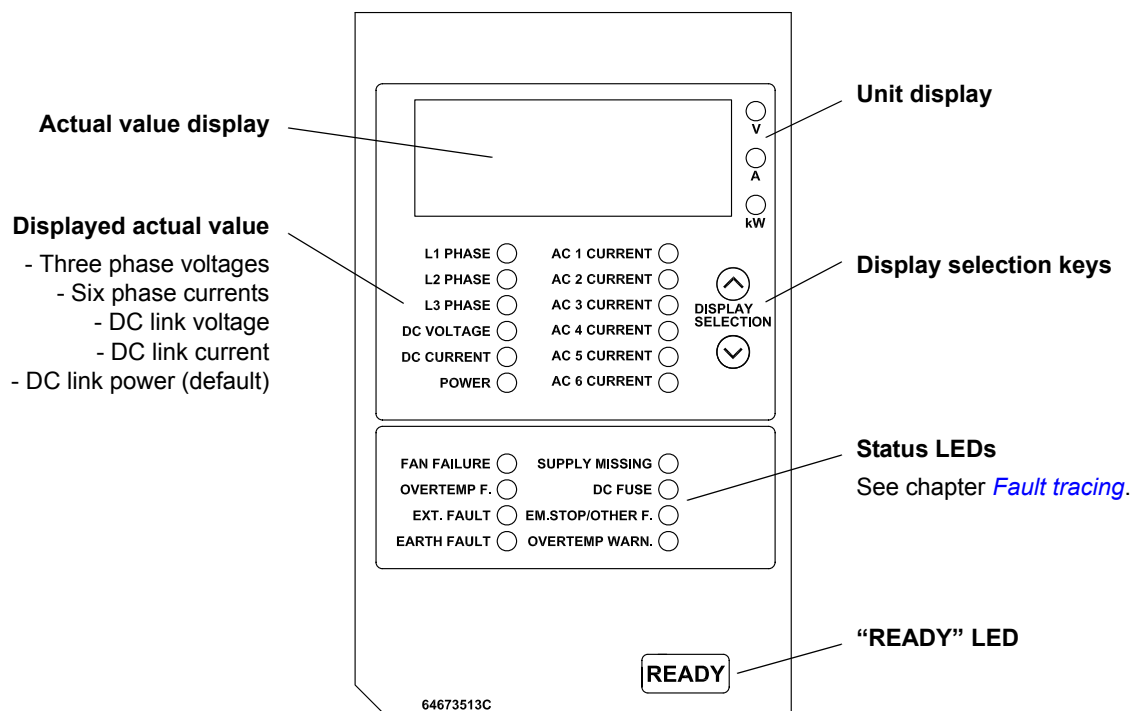 Actual value display
Unit display
V
A
kW
Displayed actual value
- Three phase voltages
- Six phase currents
- DC link voltage
- DC link current
- DC link power (default)
L1 PHASE
L2 PHASE
L3 PHASE
DC VOLTAGE
DC CURRENT
POWER
AC 1 CURRENT
AC 2 CURRENT
AC 3 CURRENT
AC 4 CURRENT
AC 5 CURRENT
AC 6 CURRENT
DISPLAY
SELECTION
Display selection keys
FAN FAILURE
OVERTEMP F.
EXT. FAULT
EARTH FAULT
SUPPLY MISSING
DC FUSE
EM.STOP/OTHER F.
OVERTEMP WARN.
Status LEDs
See chapter Fault tracing.
READY
“READY” LED
64673513C